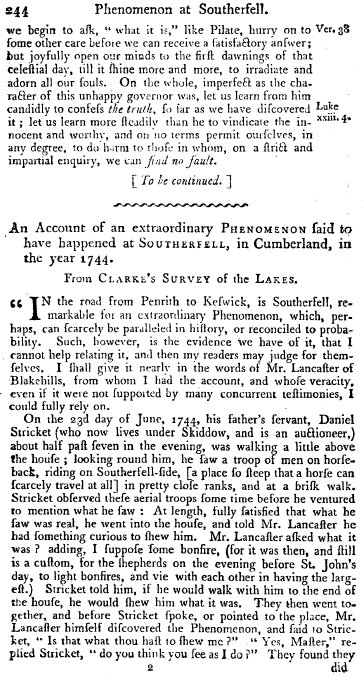 244 Phenomenon at Southerfell.
we begin to aſk, “ what it is,” like Pilate, hurry on to Ver. 38
ſome other care before we can receive a ſatisfactory anſwer;
but joyfully open our minds to the firſt dawnings of that
celeſtial day, till it ſhine more and more, to irradiate and
adorn all our ſouls. On the whole, imperfect as the cha-
racter of this unhappy governor was, let us learn from him
candidly to confeſs the truth, ſo far as we have diſcovered Luke
it; let us learn more ſteadily than he to vindicate the in- xxiii. 4.
nocent and worthy, and on no terms permit ourſelves, in
any degree, to do harm to thoſe in whom, on a ſtrict and
impartial enquiry, we can find no fault.
[ To be continued. ]
An Account of an extraordinary PHENOMENON ſaid to
have happened at SOUTHERFELL, in Cumberland, in
the year 1744.
From CLARKE'S SURVEY of the LAKES.
“ IN the road from Penrith to Keſwick, is Southerfell, re-
markable for an extraordinary Phenomenon, which, per-
haps, can ſcarcely be paralleled in hiſtory, or reconciled to proba-
bility. Such, however, is the evidence we have of it, that I
cannot help relating it, and then my readers may judge for them-
ſelves. I ſhall give it nearly in the words of Mr. Lancaſter of
Blakehills, from whom I had the account, and whoſe veracity,
even if it were not ſupported by many concurrent teſtimonies, I
could fully rely on.
On the 23d day of June, 1744, his father's ſervant, Daniel
Stricket (who now lives under Skiddow, and is an auctioneer,)
about half paſt ſeven in the evening, was walking a little above
the houſe; looking round him, he ſaw a troop of men on horſe-
back, riding on Southerfell-ſide, [a place ſo ſteep that a horſe can
ſcarcely travel at all] in pretty cloſe ranks, and at a briſk walk.
Stricket obſerved theſe aerial troops ſome time before he ventured
to mention what he ſaw : At length, fully ſatisfied that what he
ſaw was real, he went into the houſe, and told Mr. Lancaſter he
had ſomething curious to ſhew him. Mr. Lancaſter aſked what it
was ? adding, I ſuppoſe ſome bonfire, (for it was then, and ſtill
is a cuſtom, for the ſhepherds on the evening before St. John's
day, to light bonfires, and vie with each other in having the larg-
eſt.) Stricket told him, if he would walk with him to the end of
the houſe, he would ſhew him what it was. They then went to-
gether, and before Stricket ſpoke, or pointed to the place, Mr.
Lancaſter himſelf diſcovered the Phenomenon, and ſaid to Stric-
ket, “ Is that what thou haſt to ſhew me ?” “ Yes, Maſter,” re-
plied Stricket, “ do you think you ſee as I do ?” They found they
2 did